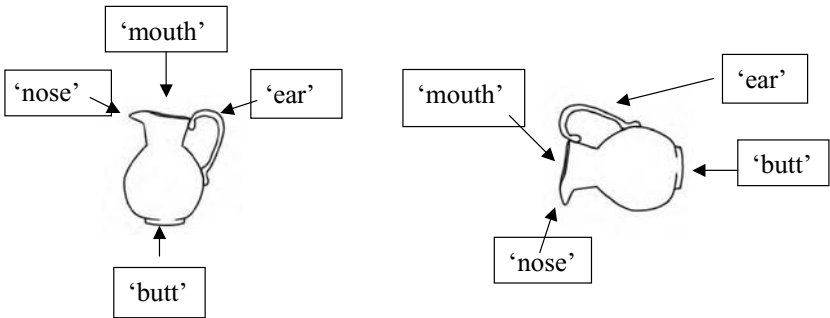 ‘mouth’
‘nose’
‘ear’
‘butt’
‘ear’
‘mouth’
‘butt’
‘nose’